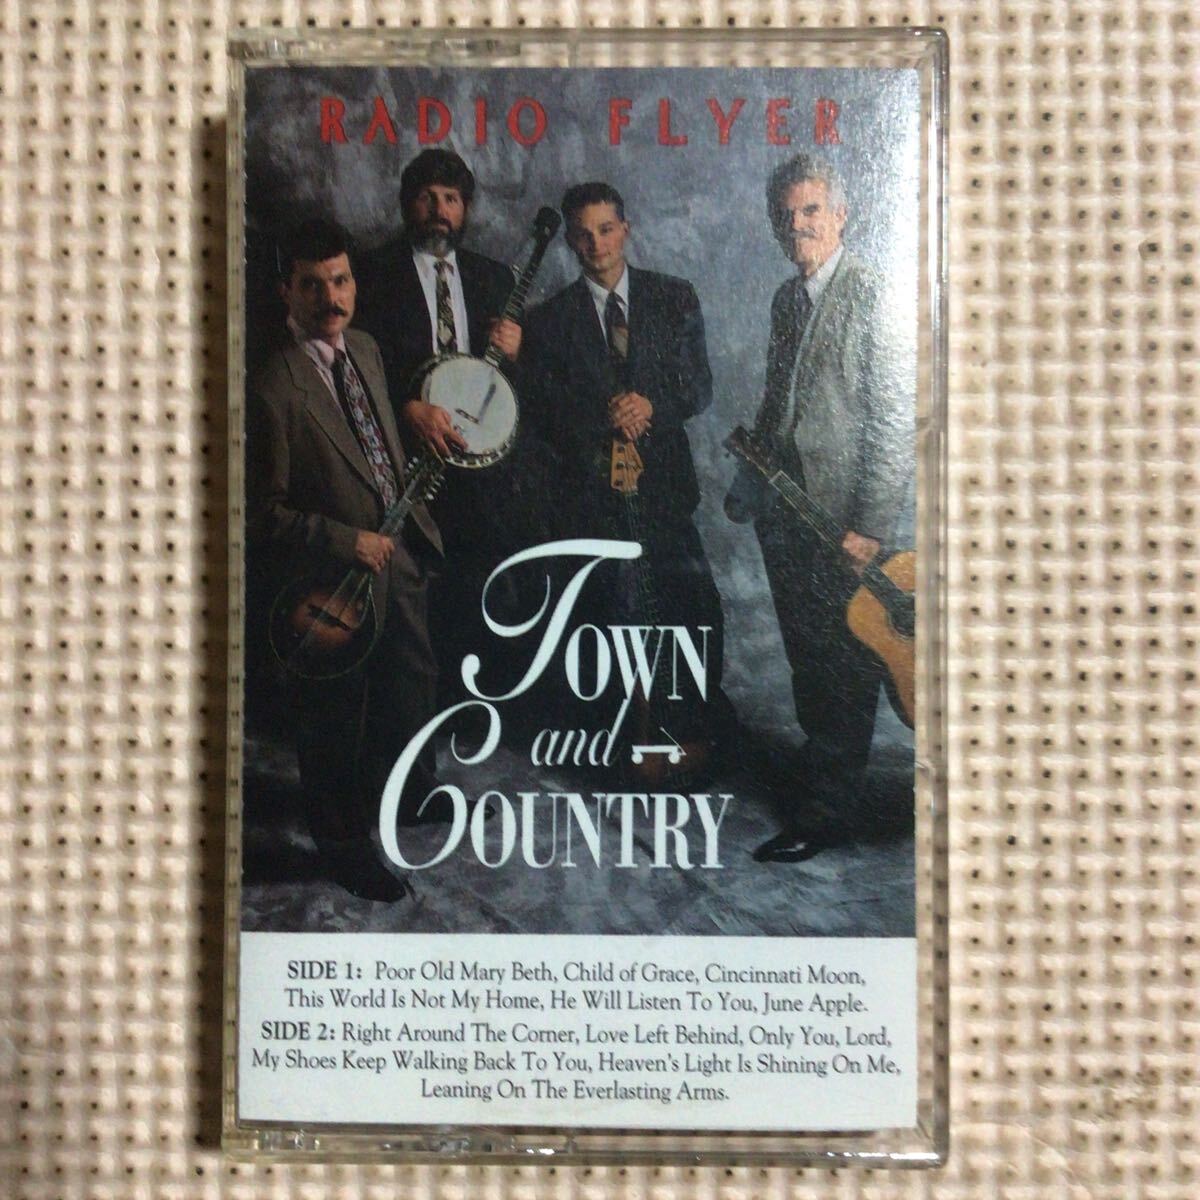 RADIO FLYER
TOWN
and
COUNTRY
SIDE 1: Poor Old Mary Beth, Child of Grace, Cincinnati Moon,
This World Is Not My Home, He Will Listen To You, June Apple.
SIDE 2: Right Around The Corner, Love Left Behind, Only You, Lord,
My Shoes Keep Walking Back To You, Heaven's Light Is Shining On Me,
Leaning On The Everlasting Arms.